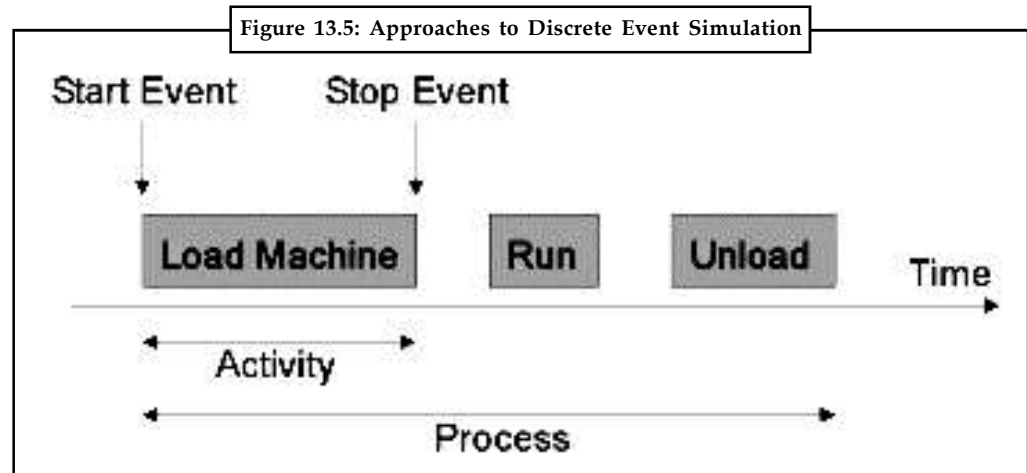 Figure 13.5: Approaches to Discrete Event Simulation
Start Event Stop Event
Load Machine Run Unload
Time
Activity
Process